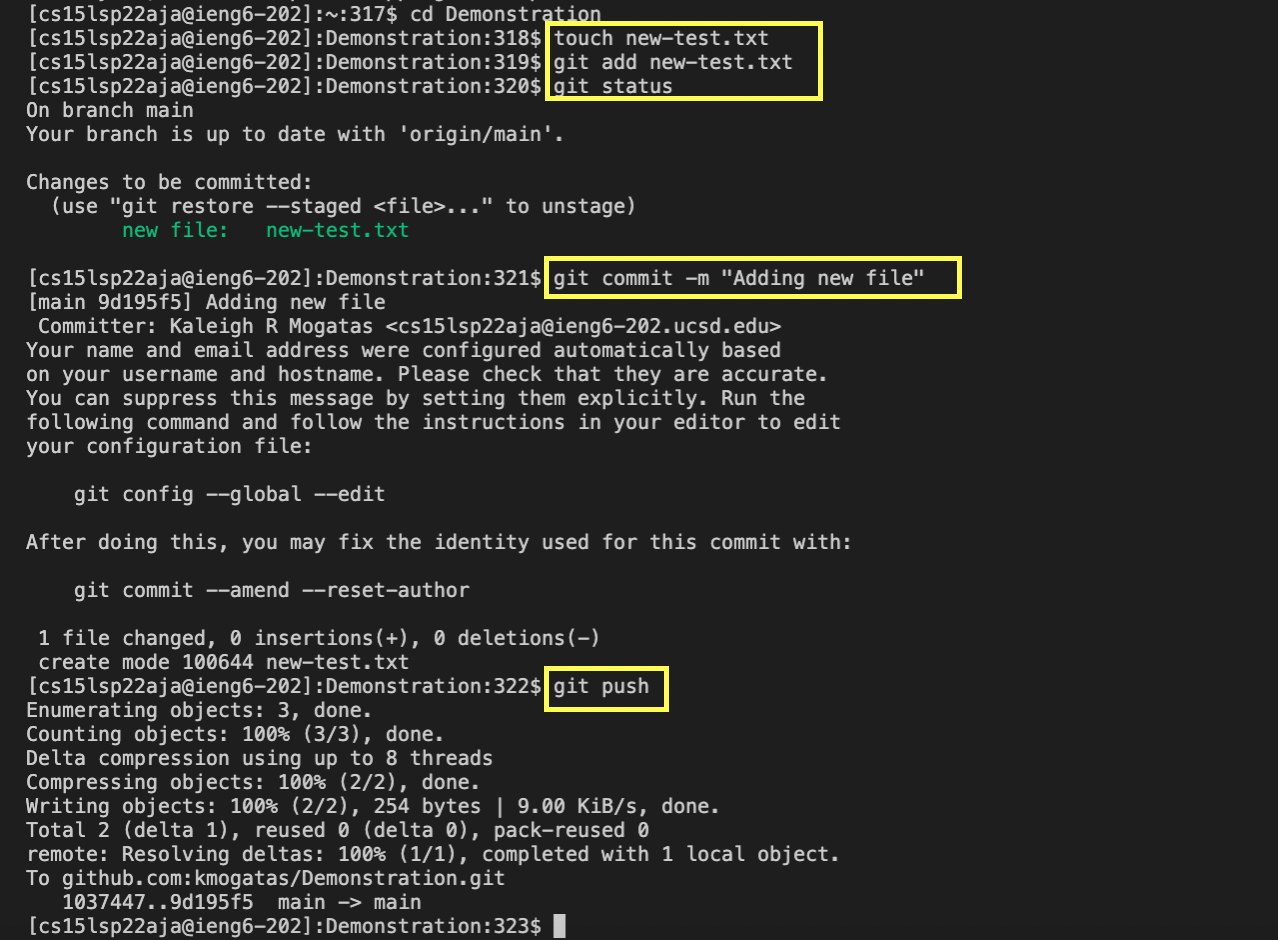 [cs15lsp22aja@ieng6-202]:~:317$ cd Demonstration
[cs15lsp22aja@ieng6-202]:Demonstration:318$ touch new-test.txt
[cs15lsp22aja@ieng6-202]:Demonstration:319$ git add new-test.txt
[cs15lsp22aja@ieng6-202]:Demonstration:320$ git status
On branch main
Your branch is up to date with 'origin/main'.

Changes to be committed:
  (use "git restore --staged <file>..." to unstage)
        new file:   new-test.txt

[cs15lsp22aja@ieng6-202]:Demonstration:321$ git commit -m "Adding new file"
[main 9d195f5] Adding new file
 Committer: Kaleigh R Mogatas <cs15lsp22aja@ieng6-202.ucsd.edu>
Your name and email address were configured automatically based
on your username and hostname. Please check that they are accurate.
You can suppress this message by setting them explicitly. Run the
following command and follow the instructions in your editor to edit
your configuration file:

    git config --global --edit

After doing this, you may fix the identity used for this commit with:

    git commit --amend --reset-author

 1 file changed, 0 insertions(+), 0 deletions(-)
 create mode 100644 new-test.txt
[cs15lsp22aja@ieng6-202]:Demonstration:322$ git push
Enumerating objects: 3, done.
Counting objects: 100% (3/3), done.
Delta compression using up to 8 threads
Compressing objects: 100% (2/2), done.
Writing objects: 100% (2/2), 254 bytes | 9.00 KiB/s, done.
Total 2 (delta 1), reused 0 (delta 0), pack-reused 0
remote: Resolving deltas: 100% (1/1), completed with 1 local object.
To github.com:kmogatas/Demonstration.git
   1037447..9d195f5  main -> main
[cs15lsp22aja@ieng6-202]:Demonstration:323$